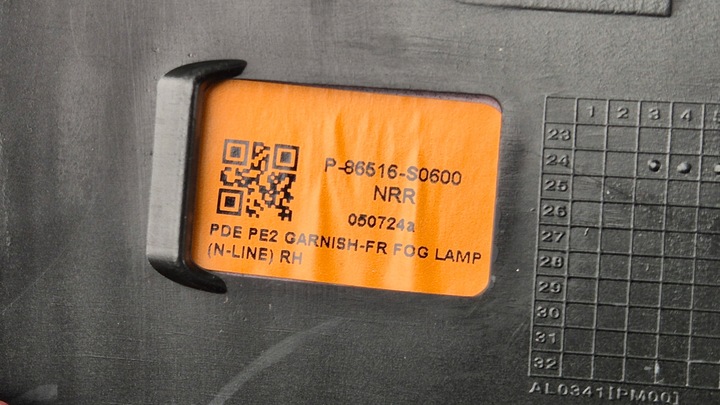 P-86516-S0600
NRR
050724a
PDE PE2 GARNISH-FR FOG LAMP
(N-LINE) RH
1 2 3 4
23
24
25
26
27
28
29
30
31
32
AL0341[PM00]